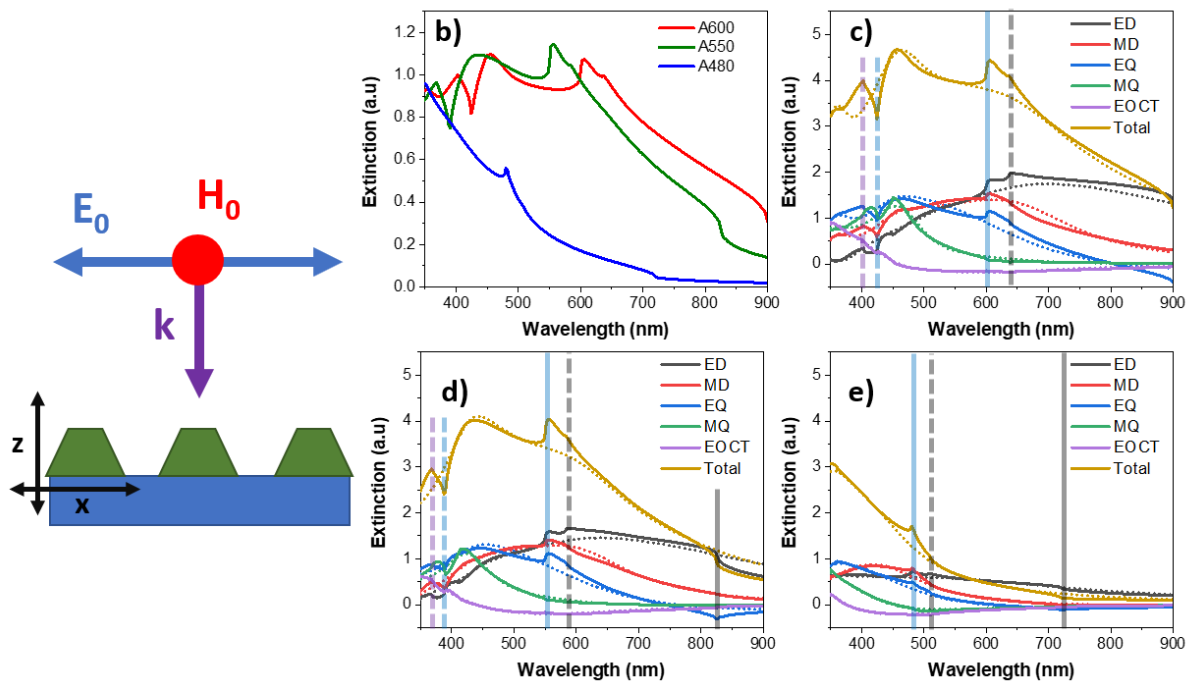 E0
H0
k
z
x
b)
A600
A550
A480
Extinction (a.u)
1.2
1.0
0.8
0.6
0.4
0.2
0.0
400 500 600 700 800 900
Wavelength (nm)
c)
ED
MD
EQ
MQ
EOCT
Total
Extinction (a.u)
5
4
3
2
1
0
400 500 600 700 800 900
Wavelength (nm)
d)
ED
MD
EQ
MQ
EOCT
Total
Extinction (a.u)
5
4
3
2
1
0
400 500 600 700 800 900
Wavelength (nm)
e)
ED
MD
EQ
MQ
EOCT
Total
Extinction (a.u)
5
4
3
2
1
0
400 500 600 700 800 900
Wavelength (nm)